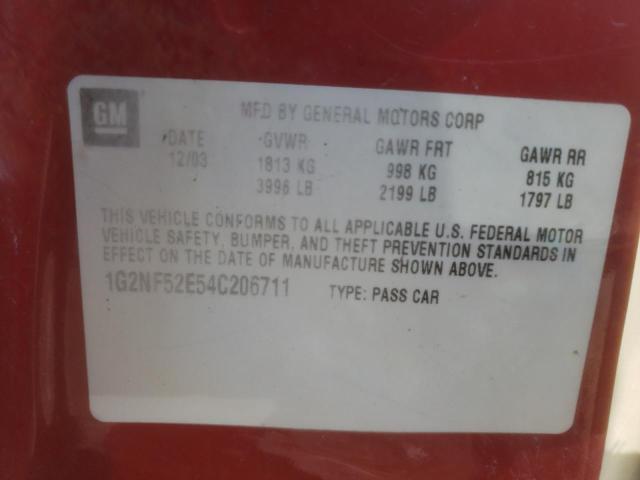 GM
MFD BY GENERAL MOTORS CORP
DATE GVWR GAWR FRT GAWR RR
12/03 1813 KG 998 KG 815 KG
3996 LB 2199 LB 1797 LB
THIS VEHICLE CONFORMS TO ALL APPLICABLE U.S. FEDERAL MOTOR
VEHICLE SAFETY, BUMPER, AND THEFT PREVENTION STANDARDS IN
EFFECT ON THE DATE OF MANUFACTURE SHOWN ABOVE.
1G2NF52E54C206711 TYPE: PASS CAR